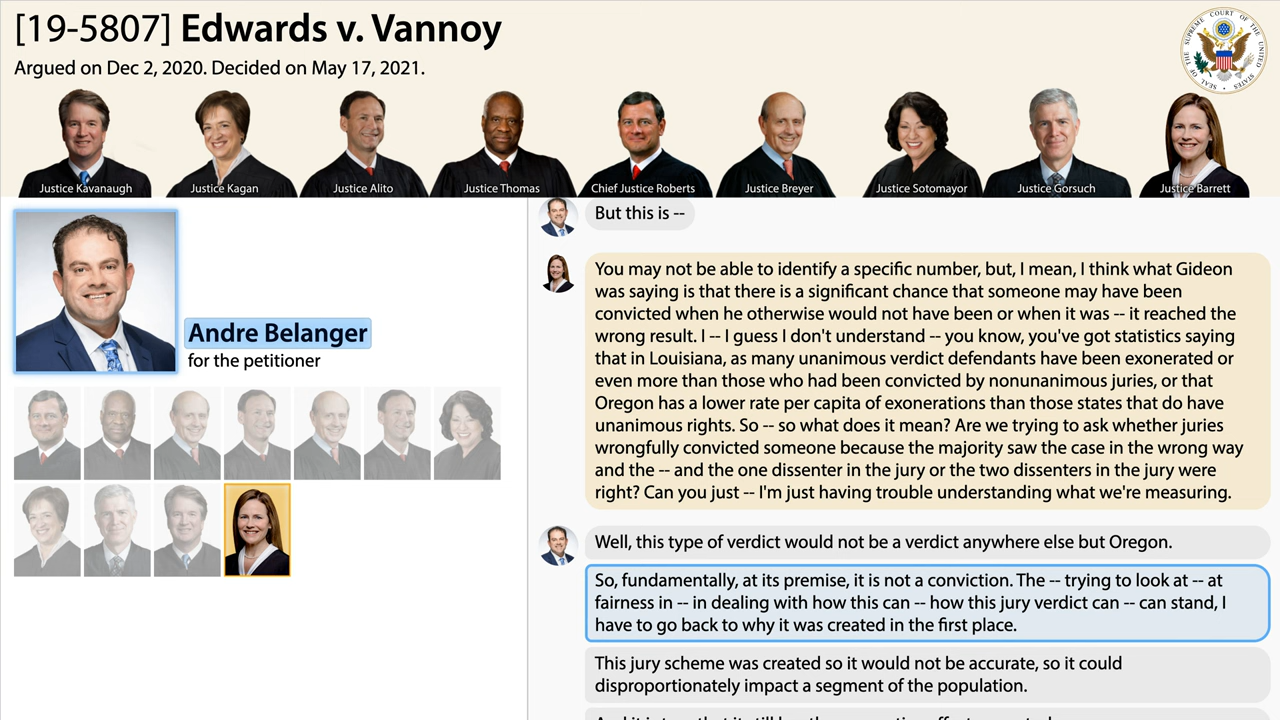 [19-5807] Edwards v. Vannoy
Argued on Dec 2, 2020. Decided on May 17, 2021.
SEAL OF THE SUPREME COURT OF THE UNITED STATES
Justice Kavanaugh
Justice Kagan
Justice Alito
Justice Thomas
Chief Justice Roberts
Justice Breyer
Justice Sotomayor
Justice Gorsuch
Justice Barrett
Andre Belanger
for the petitioner
But this is --
You may not be able to identify a specific number, but, I mean, I think what Gideon
was saying is that there is a significant chance that someone may have been
convicted when he otherwise would not have been or when it was -- it reached the
wrong result. I -- I guess I don't understand -- you know, you've got statistics saying
that in Louisiana, as many unanimous verdict defendants have been exonerated or
even more than those who had been convicted by nonunanimous juries, or that
Oregon has a lower rate per capita of exonerations than those states that do have
unanimous rights. So -- so what does it mean? Are we trying to ask whether juries
wrongfully convicted someone because the majority saw the case in the wrong way
and the -- and the one dissenter in the jury or the two dissenters in the jury were
right? Can you just -- I'm just having trouble understanding what we're measuring.
Well, this type of verdict would not be a verdict anywhere else but Oregon.
So, fundamentally, at its premise, it is not a conviction. The -- trying to look at -- at
fairness in -- in dealing with how this can -- how this jury verdict can -- can stand, I
have to go back to why it was created in the first place.
This jury scheme was created so it would not be accurate, so it could
disproportionately impact a segment of the population.